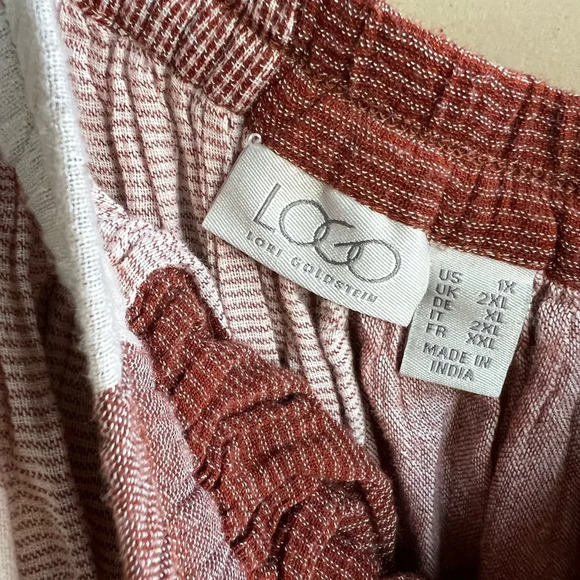 LOGO
LORI GOLDSTEIN
US 1X
UK 2XL
DE XL
IT 2XL
FR XXL
MADE IN
INDIA